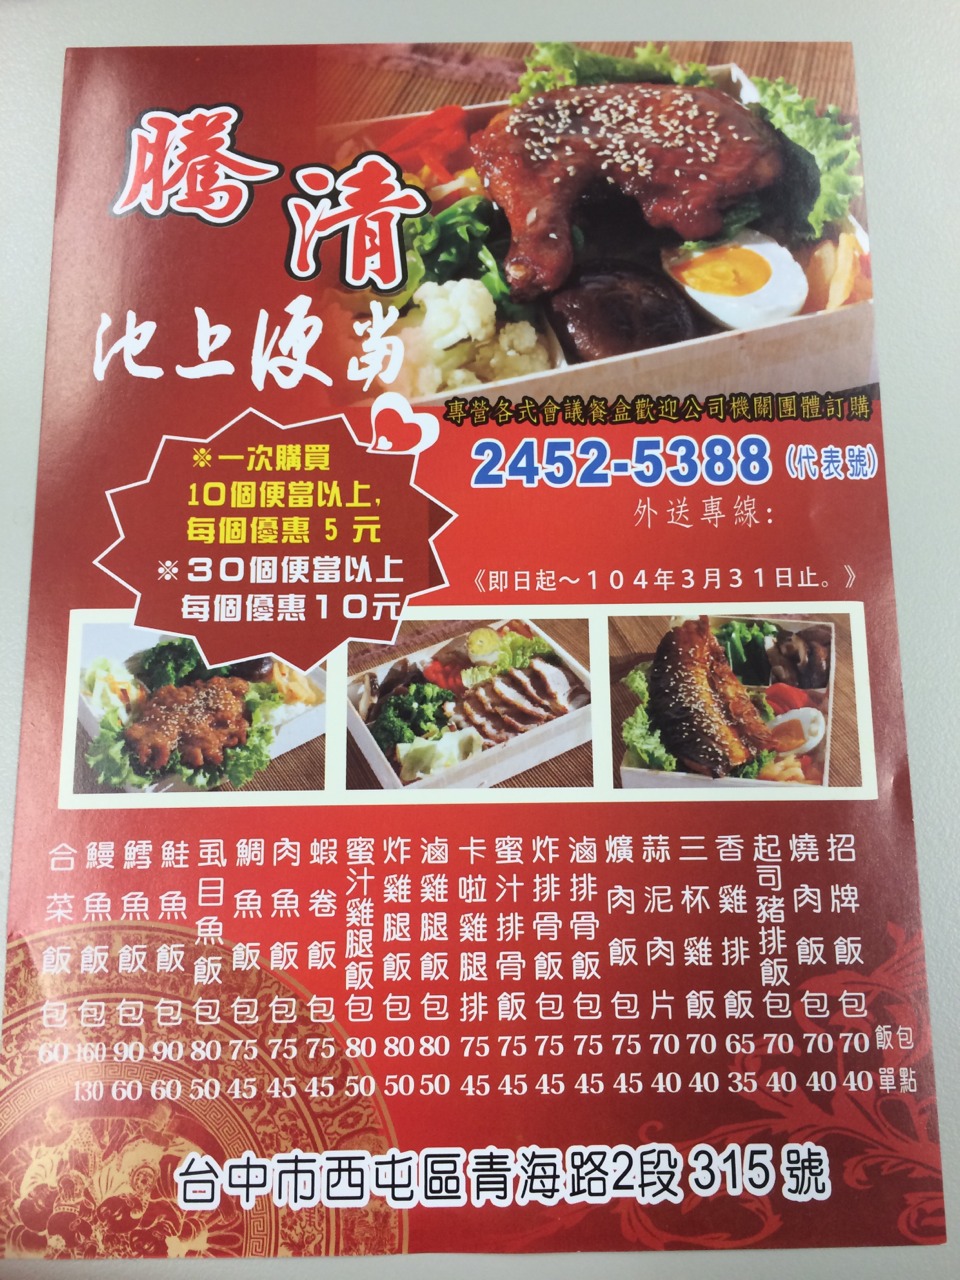 騰清
池上便當
專營各式會議餐盒歡迎公司機關團體訂購
2452-5388(代表號)
外送專線:
《即日起～104年3月31日止。》
※一次購買
10個便當以上,
每個優惠 5 元
※30個便當以上
每個優惠10元
飯包 單點
招牌飯包 70 40
燒肉飯包 70 40
起司豬排飯包 70 40
香雞排飯 65 35
三杯雞飯 70 40
蒜泥肉片 70 40
爌肉飯包 75 45
滷排骨飯包 75 45
炸排骨飯包 75 45
蜜汁排骨飯 75 45
卡啦雞腿排 75 45
滷雞腿飯包 80 50
炸雞腿飯包 80 50
蜜汁雞腿飯包 80 50
蝦卷飯包 75 45
肉魚飯包 75 45
鯛魚飯包 75 45
虱目魚飯包 80 50
鮭魚飯包 90 60
鱈魚飯包 90 60
鰻魚飯包 160 130
合菜飯包 60
台中市西屯區青海路2段315號